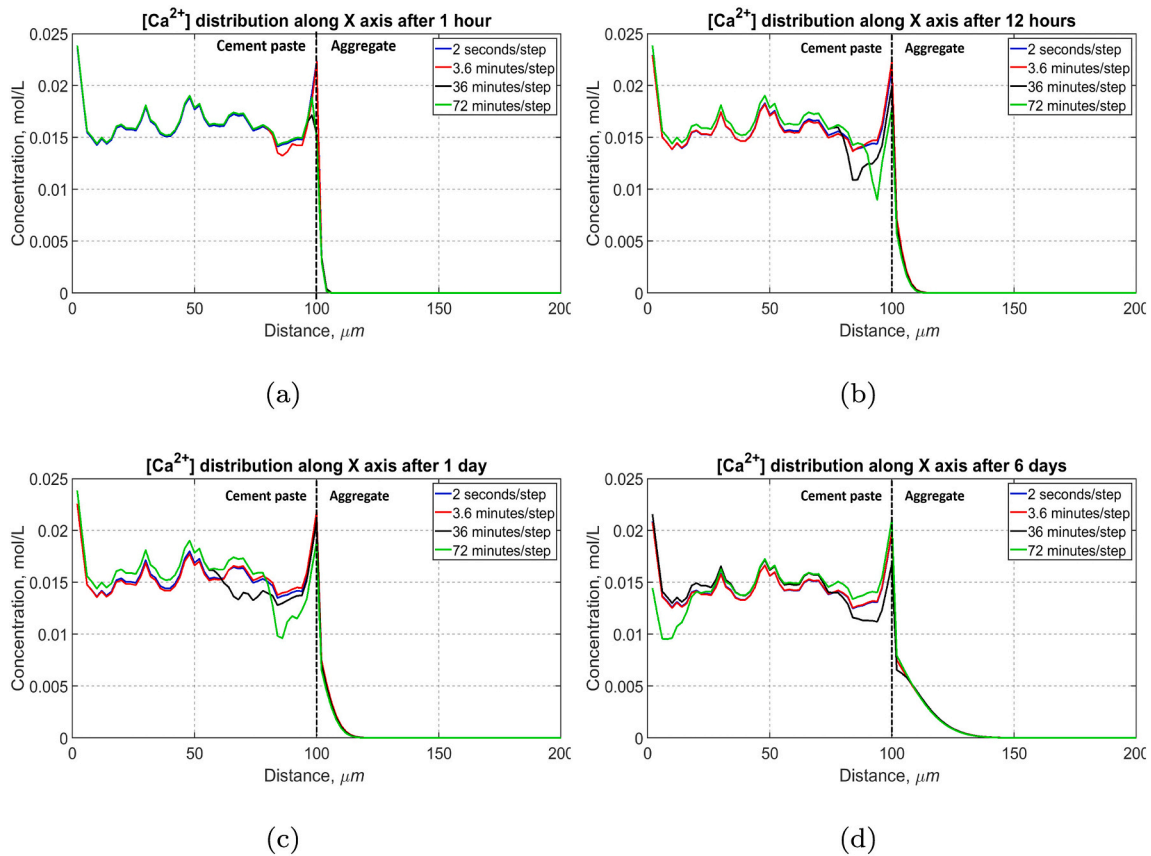 [Ca2+] distribution along X axis after 1 hour
0.025
0.02
0.015
0.01
0.005
0
Concentration, mol/L
Cement paste Aggregate
2 seconds/step
3.6 minutes/step
36 minutes/step
72 minutes/step
0 50 100 150 200
Distance, μm
(a)
[Ca2+] distribution along X axis after 12 hours
0.025
0.02
0.015
0.01
0.005
0
Concentration, mol/L
Cement paste Aggregate
2 seconds/step
3.6 minutes/step
36 minutes/step
72 minutes/step
0 50 100 150 200
Distance, μm
(b)
[Ca2+] distribution along X axis after 1 day
0.025
0.02
0.015
0.01
0.005
0
Concentration, mol/L
Cement paste Aggregate
2 seconds/step
3.6 minutes/step
36 minutes/step
72 minutes/step
0 50 100 150 200
Distance, μm
(c)
[Ca2+] distribution along X axis after 6 days
0.025
0.02
0.015
0.01
0.005
0
Concentration, mol/L
Cement paste Aggregate
2 seconds/step
3.6 minutes/step
36 minutes/step
72 minutes/step
0 50 100 150 200
Distance, μm
(d)